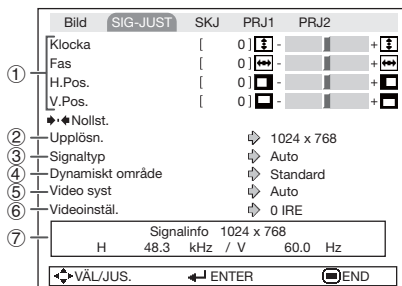 Bild SIG-JUST SKJ PRJ1 PRJ2
Klocka [ 0 ] - +
Fas [ 0 ] - +
① H.Pos. [ 0 ] - +
V.Pos. [ 0 ] - +
Nollst.
② Upplösn. 1024 x 768
③ Signaltyp Auto
④ Dynamiskt område Standard
⑤ Video syst Auto
⑥ Videoinstäl. 0 IRE
⑦ Signalinfo 1024 x 768
H 48.3 kHz / V 60.0 Hz
VÄL/JUS. ENTER END